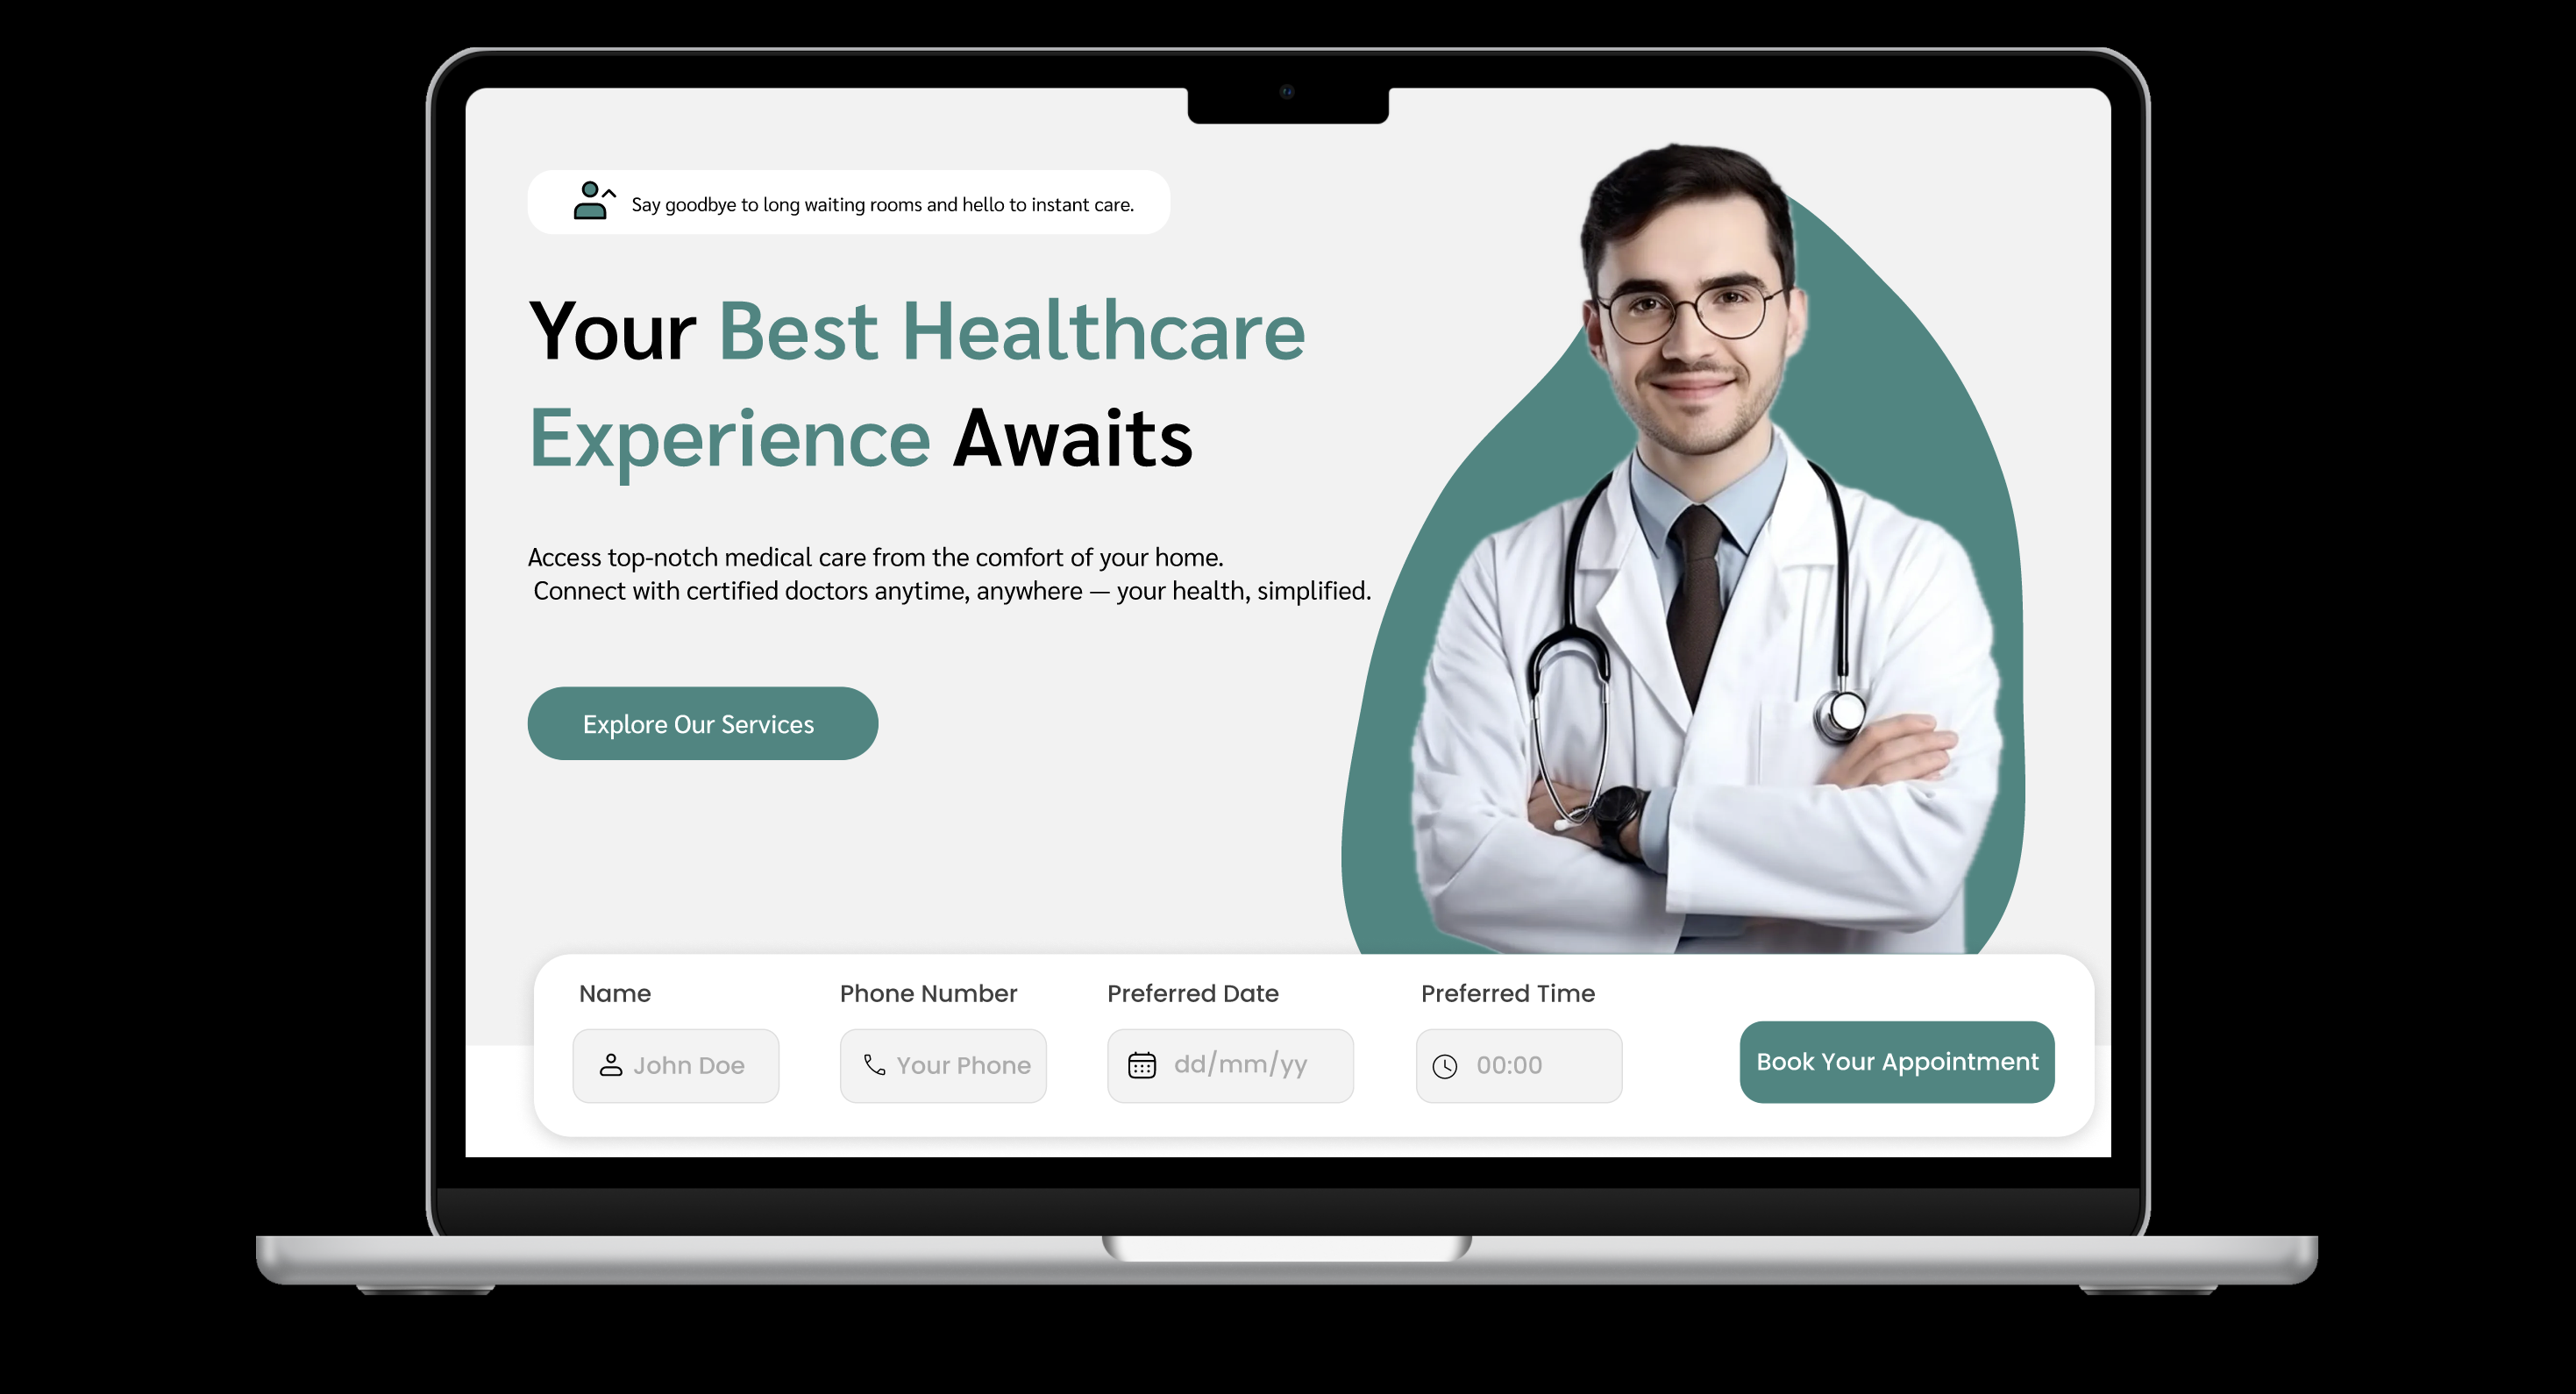 Say goodbye to long waiting rooms and hello to instant care.
Your Best Healthcare
Experience Awaits
Access top-notch medical care from the comfort of your home.
Connect with certified doctors anytime, anywhere — your health, simplified.
Explore Our Services
Name
Phone Number
Preferred Date
Preferred Time
John Doe
Your Phone
dd/mm/yy
00:00
Book Your Appointment